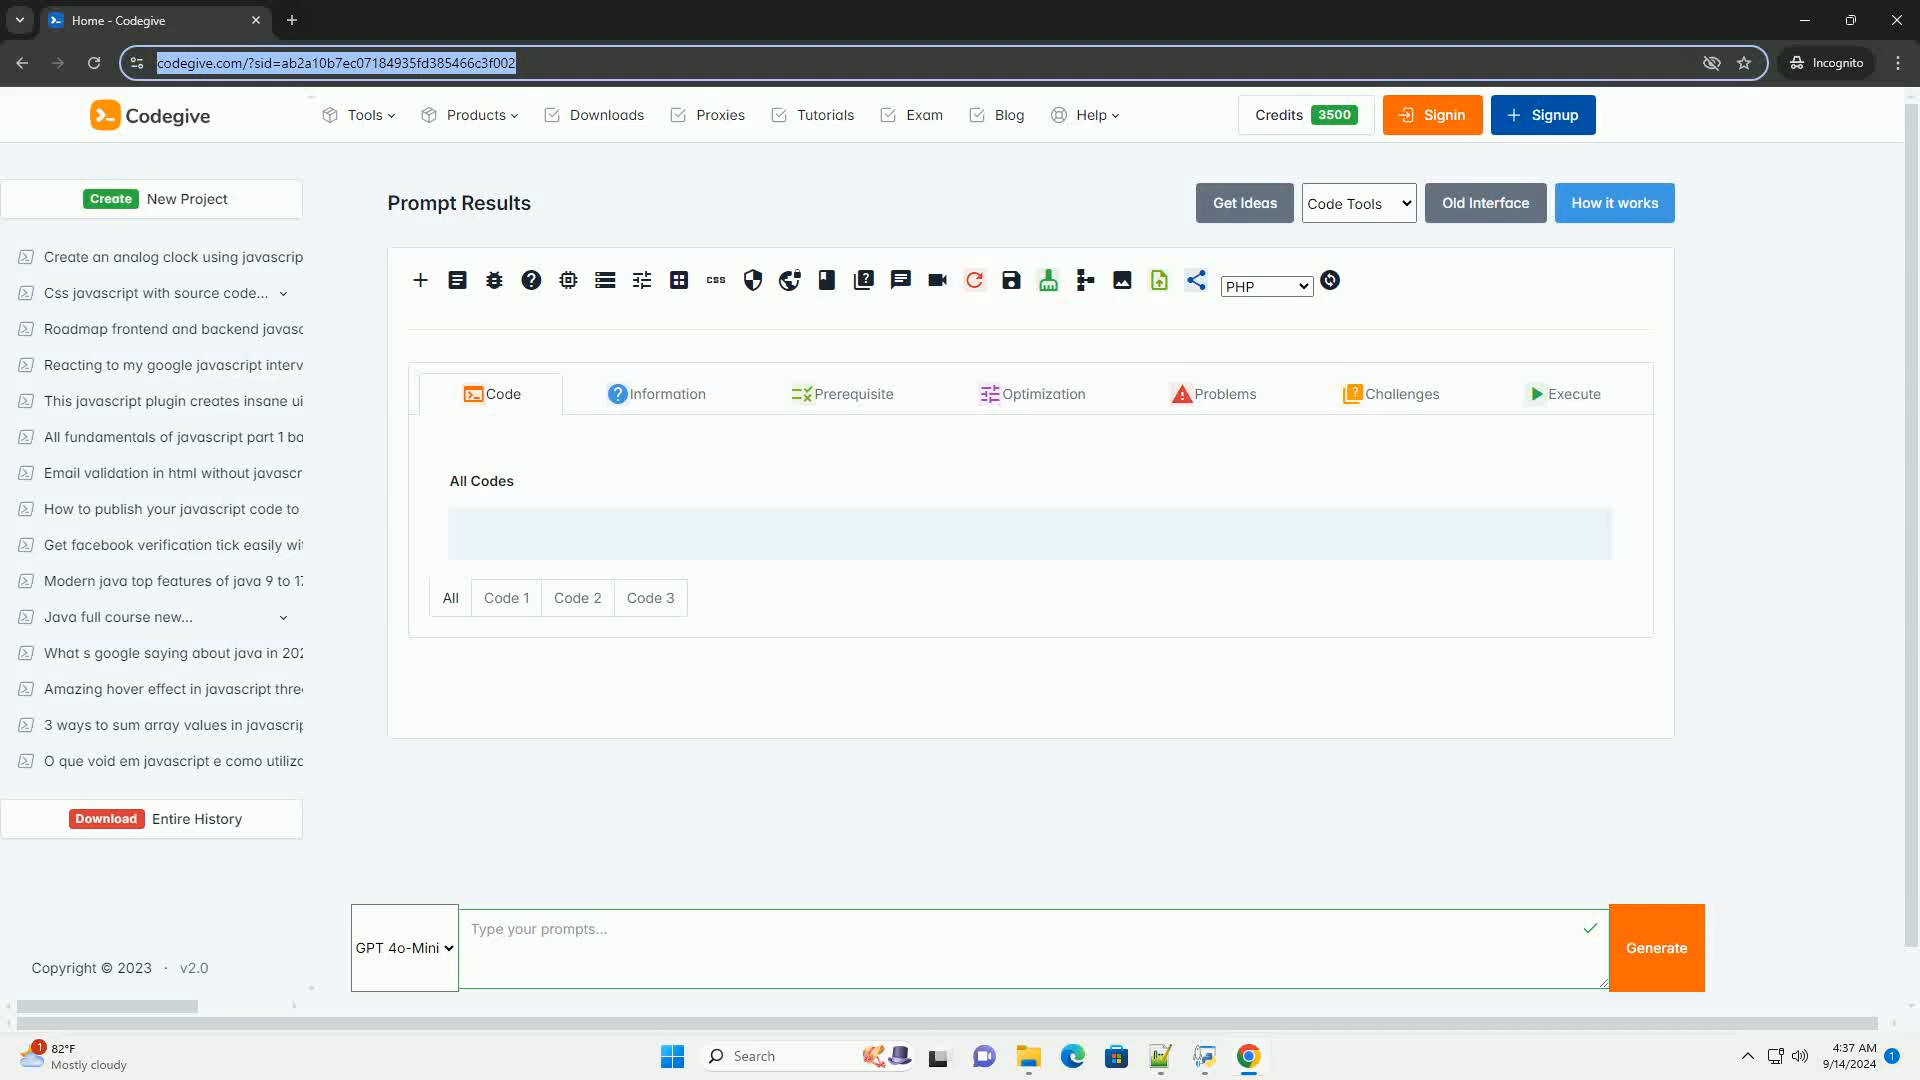 Home - Codegive
codegive.com/?sid=ab2a10b7ec07184935fd385466c3f002
Incognito
Codegive
Tools
Products
Downloads
Proxies
Tutorials
Exam
Blog
Help
Credits 3500
Signin
Signup
Create New Project
Create an analog clock using javascrip
Css javascript with source code...
Roadmap frontend and backend javasc
Reacting to my google javascript interv
This javascript plugin creates insane ui
All fundamentals of javascript part 1 ba
Email validation in html without javascr
How to publish your javascript code to
Get facebook verification tick easily wi
Modern java top features of java 9 to 17
Java full course new...
What s google saying about java in 202
Amazing hover effect in javascript thre
3 ways to sum array values in javascrip
O que void em javascript e como utiliza
Download Entire History
Copyright © 2023 · v2.0
Prompt Results
Get Ideas
Code Tools
Old Interface
How it works
css
PHP
Code
Information
Prerequisite
Optimization
Problems
Challenges
Execute
All Codes
All
Code 1
Code 2
Code 3
GPT 4o-Mini
Type your prompts...
Generate
1
82°F
Mostly cloudy
Search
4:37 AM
9/14/2024
1